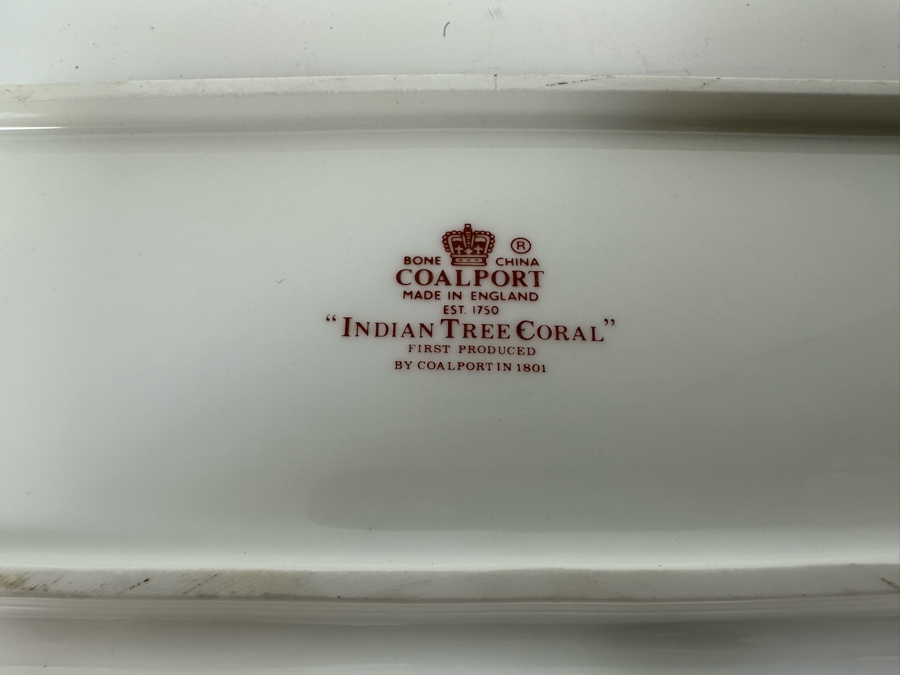 ®
BONE CHINA
COALPORT
MADE IN ENGLAND
EST. 1750
“INDIAN TREE CORAL”
FIRST PRODUCED
BY COALPORT IN 1801